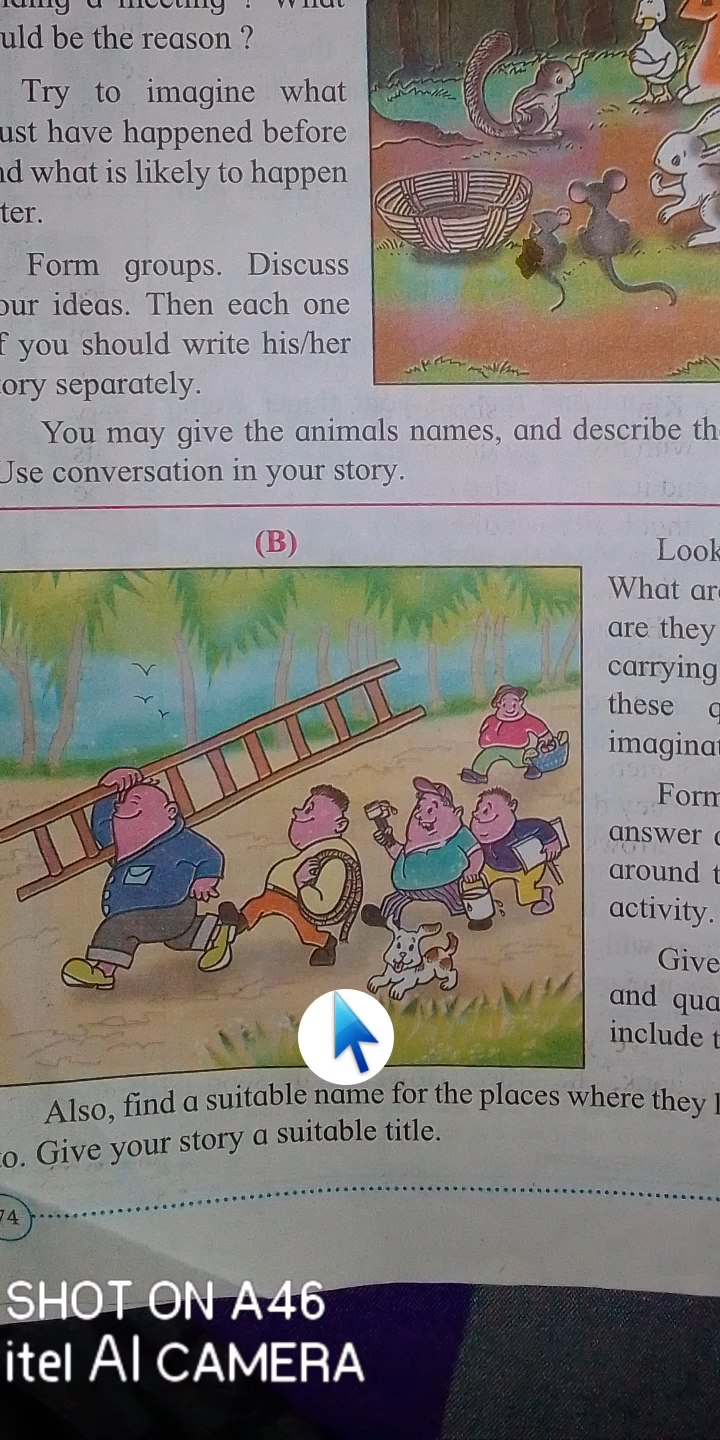 uld be the reason ?
Try to imagine what
ust have happened before
nd what is likely to happen
ter.
Form groups. Discuss
our ideas. Then each one
f you should write his/her
ory separately.
You may give the animals names, and describe th
Use conversation in your story.
(B)
Look
What ar
are they
carrying
these q
imaginat
Form
answer
around t
activity.
Give
and qua
include t
Also, find a suitable name for the places where they l
to. Give your story a suitable title.
74
SHOT ON A46
itel AI CAMERA